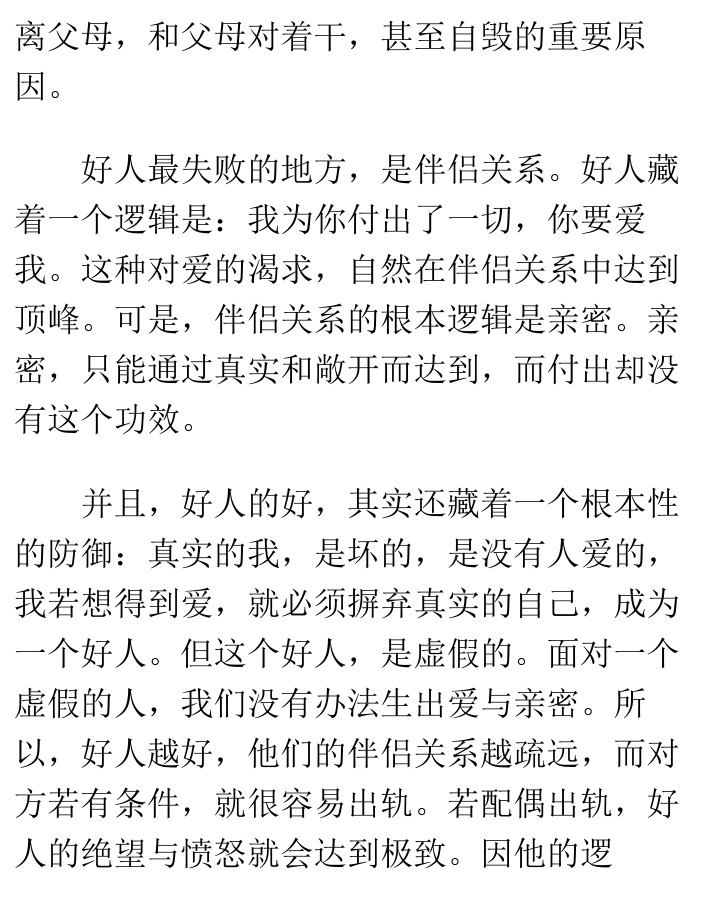 离父母，和父母对着干，甚至自毁的重要原
因。
好人最失败的地方，是伴侣关系。好人藏
着一个逻辑是：我为你付出了一切，你要爱
我。这种对爱的渴求，自然在伴侣关系中达到
顶峰。可是，伴侣关系的根本逻辑是亲密。亲
密，只能通过真实和敞开而达到，而付出却没
有这个功效。
并且，好人的好，其实还藏着一个根本性
的防御：真实的我，是坏的，是没有人爱的，
我若想得到爱，就必须摒弃真实的自己，成为
一个好人。但这个好人，是虚假的。面对一个
虚假的人，我们没有办法生出爱与亲密。所
以，好人越好，他们的伴侣关系越疏远，而对
方若有条件，就很容易出轨。若配偶出轨，好
人的绝望与愤怒就会达到极致。因他的逻